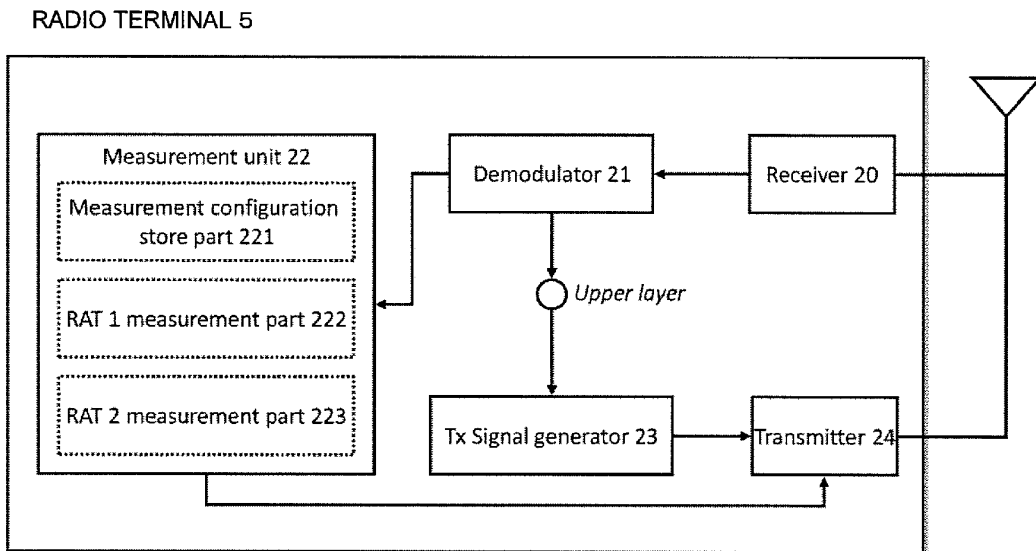 RADIO TERMINAL 5
Measurement unit 22
Measurement configuration
store part 221
RAT 1 measurement part 222
RAT 2 measurement part 223
Demodulator 21
Receiver 20
Upper layer
Tx Signal generator 23
Transmitter 24